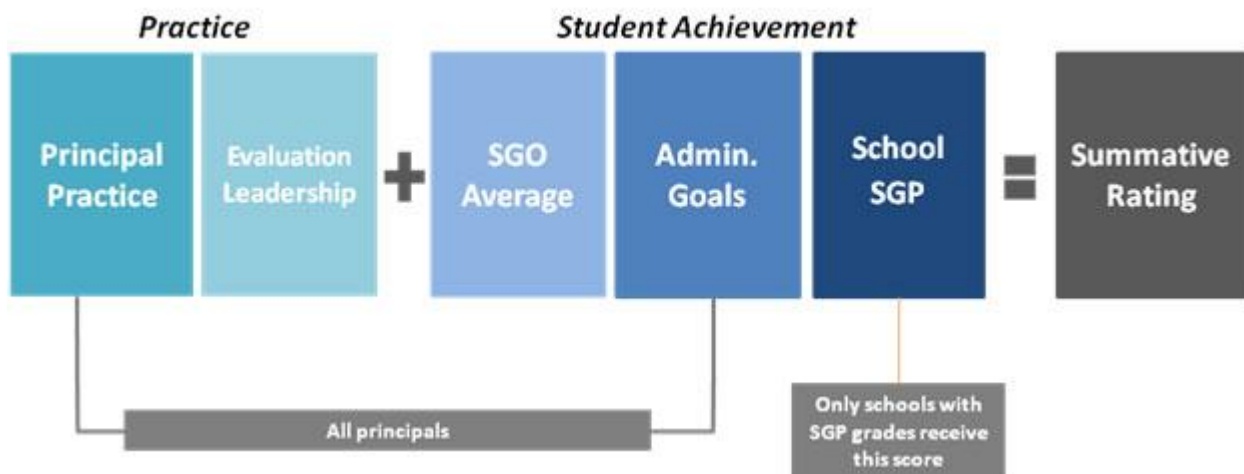 Practice
Student Achievement
Principal
Practice
Evaluation
Leadership
SGO
Average
Admin.
Goals
School
SGP
Summative
Rating
All principals
Only schools with
SGP grades receive
this score